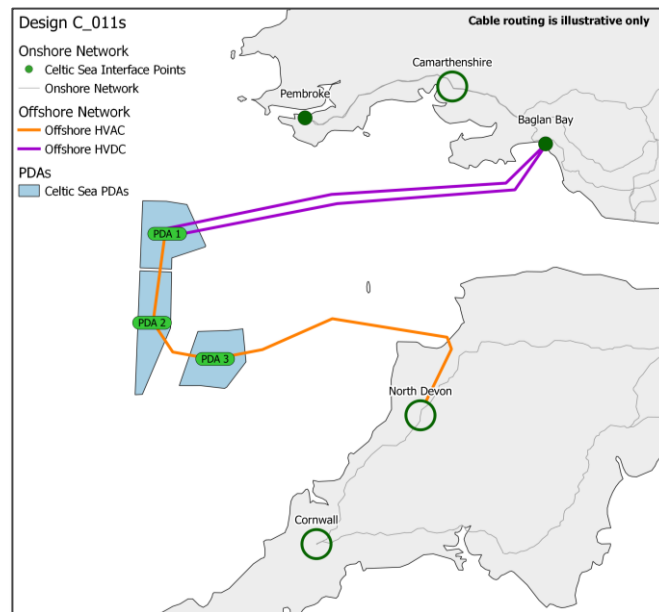 Design C_011s
Cable routing is illustrative only
Onshore Network
Celtic Sea Interface Points
Onshore Network
Offshore Network
Offshore HVAC
Offshore HVDC
PDAs
Celtic Sea PDAs
Camarthenshire
Pembroke
Baglan Bay
PDA 1
PDA 2
PDA 3
North Devon
Cornwall